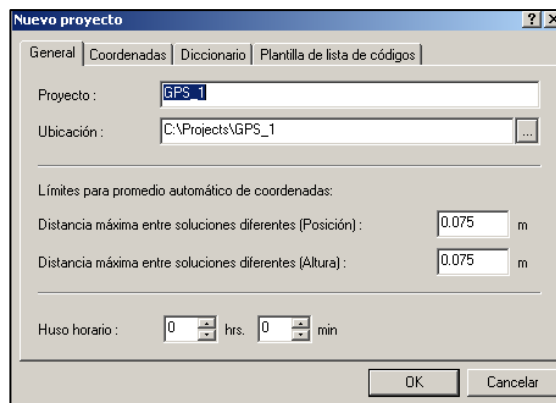 Nuevo proyecto
General Coordenadas Diccionario Plantilla de lista de códigos
Proyecto : GPS_1
Ubicación : C:\Projects\GPS_1 ...
Límites para promedio automático de coordenadas:
Distancia máxima entre soluciones diferentes (Posición) : 0.075 m
Distancia máxima entre soluciones diferentes (Altura) : 0.075 m
Huso horario : 0 hrs. 0 min
OK Cancelar